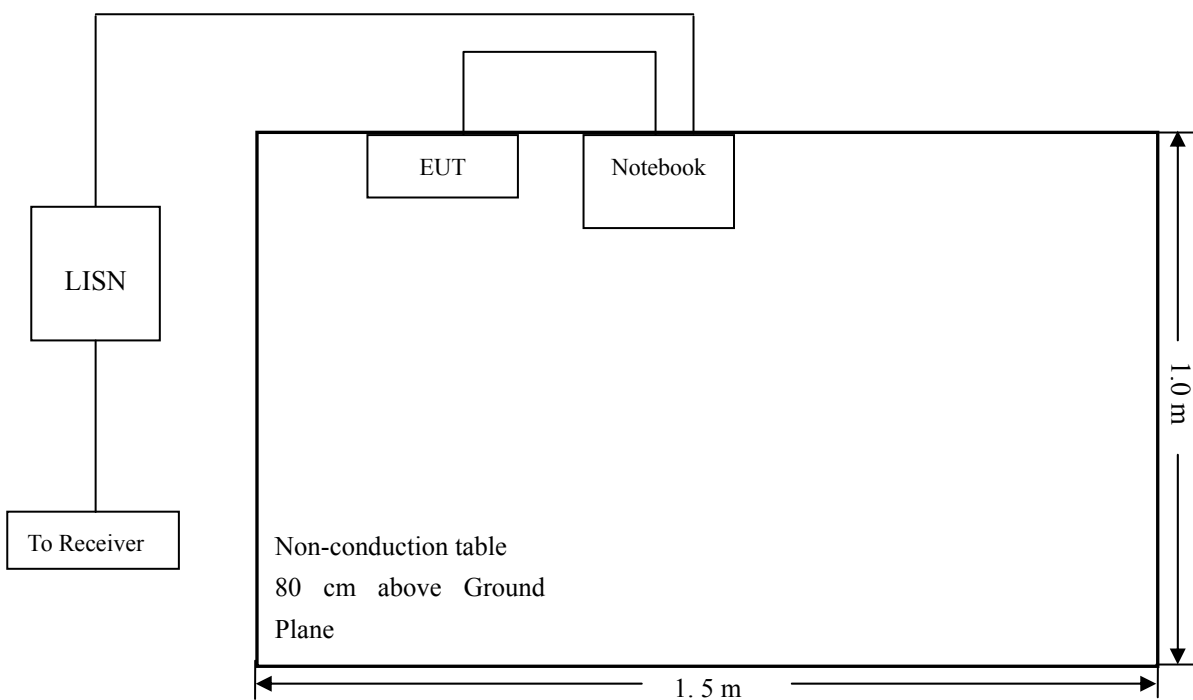 EUT
Notebook
LISN
1.0 m
To Receiver
Non-conduction table
80 cm above Ground
Plane
1. 5 m